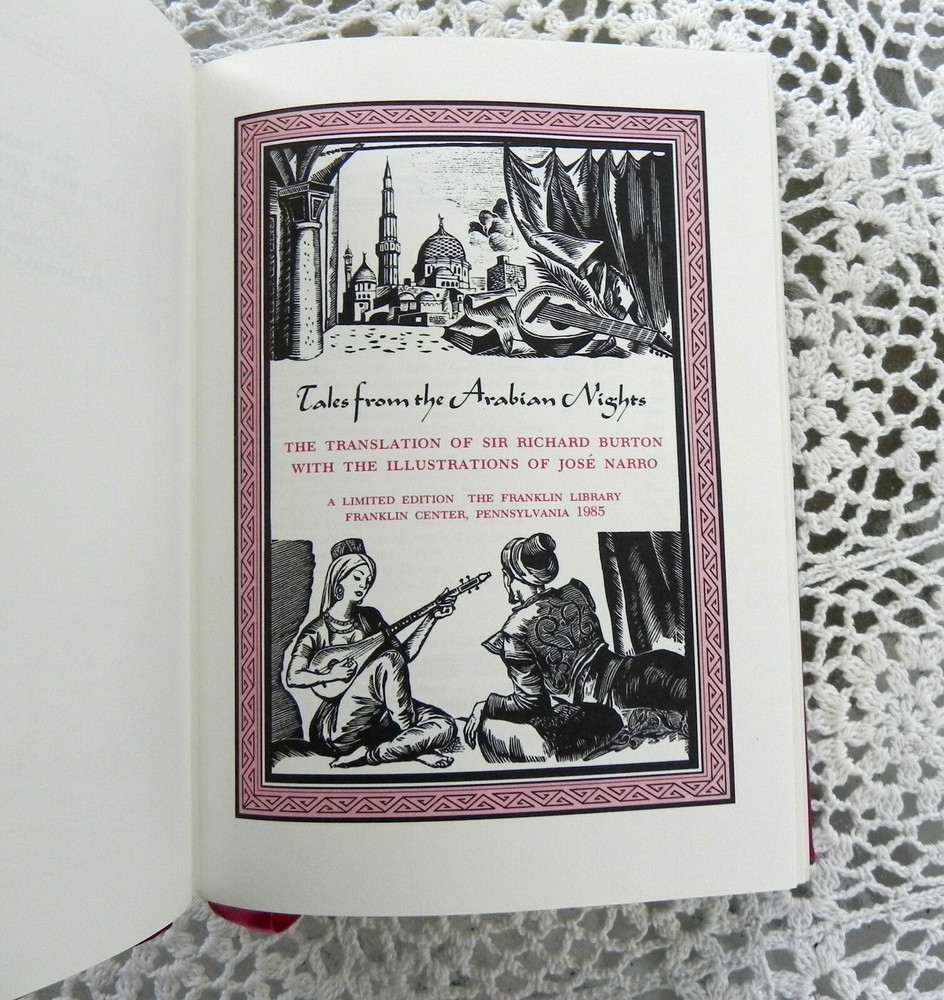 Tales from the Arabian Nights
THE TRANSLATION OF SIR RICHARD BURTON
WITH THE ILLUSTRATIONS OF JOSÉ NARRO
A LIMITED EDITION THE FRANKLIN LIBRARY
FRANKLIN CENTER, PENNSYLVANIA 1985